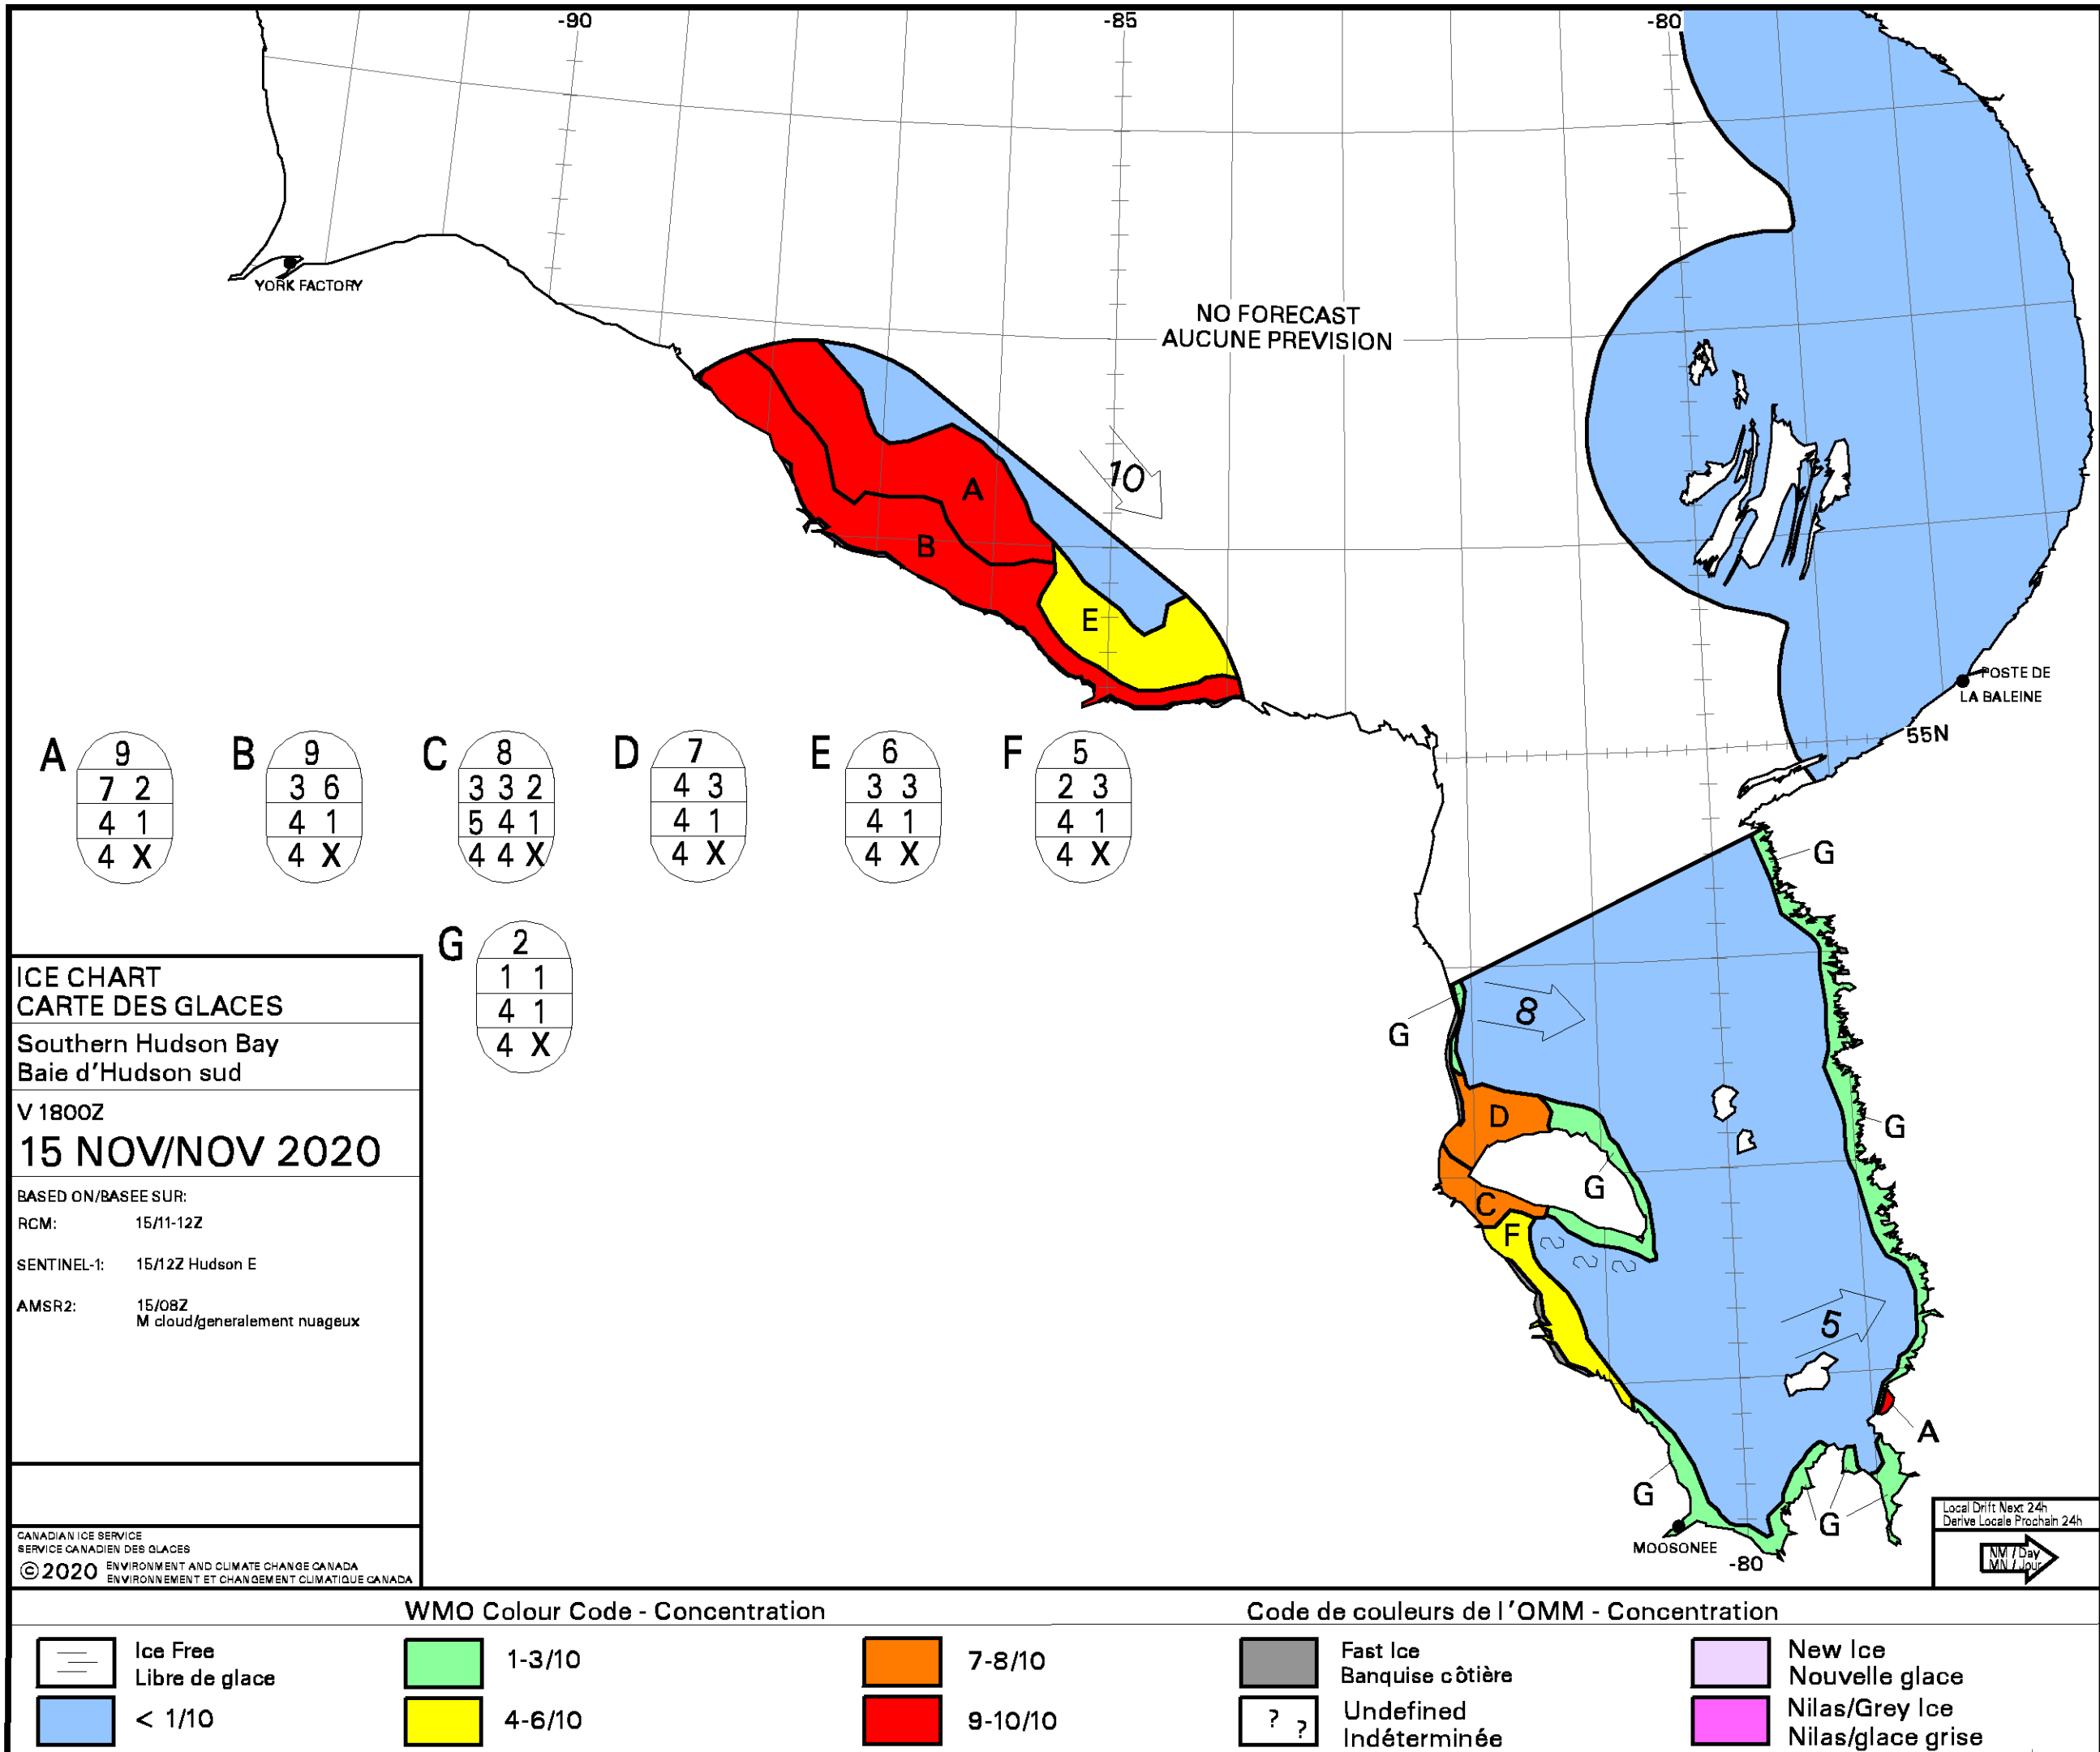 -90
-85
-80
YORK FACTORY
NO FORECAST
AUCUNE PREVISION
10
A
B
E
POSTE DE
LA BALEINE
55N
A
9
7 2
4 1
4 X
B
9
3 6
4 1
4 X
C
8
3 3 2
5 4 1
4 4 X
D
7
4 3
4 1
4 X
E
6
3 3
4 1
4 X
F
5
2 3
4 1
4 X
G
2
1 1
4 1
4 X
G
8
G
D
G
G
C
F
5
A
G
G
MOOSONEE
-80
ICE CHART
CARTE DES GLACES
Southern Hudson Bay
Baie d'Hudson sud
V 1800Z
15 NOV/NOV 2020
BASED ON/BASEE SUR:
RCM: 15/11-12Z
SENTINEL-1: 15/12Z Hudson E
AMSR2: 15/08Z
M cloud/generalement nuageux
CANADIAN ICE SERVICE
SERVICE CANADIEN DES GLACES
©2020 ENVIRONMENT AND CLIMATE CHANGE CANADA
ENVIRONNEMENT ET CHANGEMENT CLIMATIQUE CANADA
Local Drift Next 24h
Derive Locale Prochain 24h
NM / Day
MN / Jour
WMO Colour Code - Concentration
Code de couleurs de l'OMM - Concentration
Ice Free
Libre de glace
< 1/10
1-3/10
4-6/10
7-8/10
9-10/10
Fast Ice
Banquise côtière
? ?
Undefined
Indéterminée
New Ice
Nouvelle glace
Nilas/Grey Ice
Nilas/glace grise